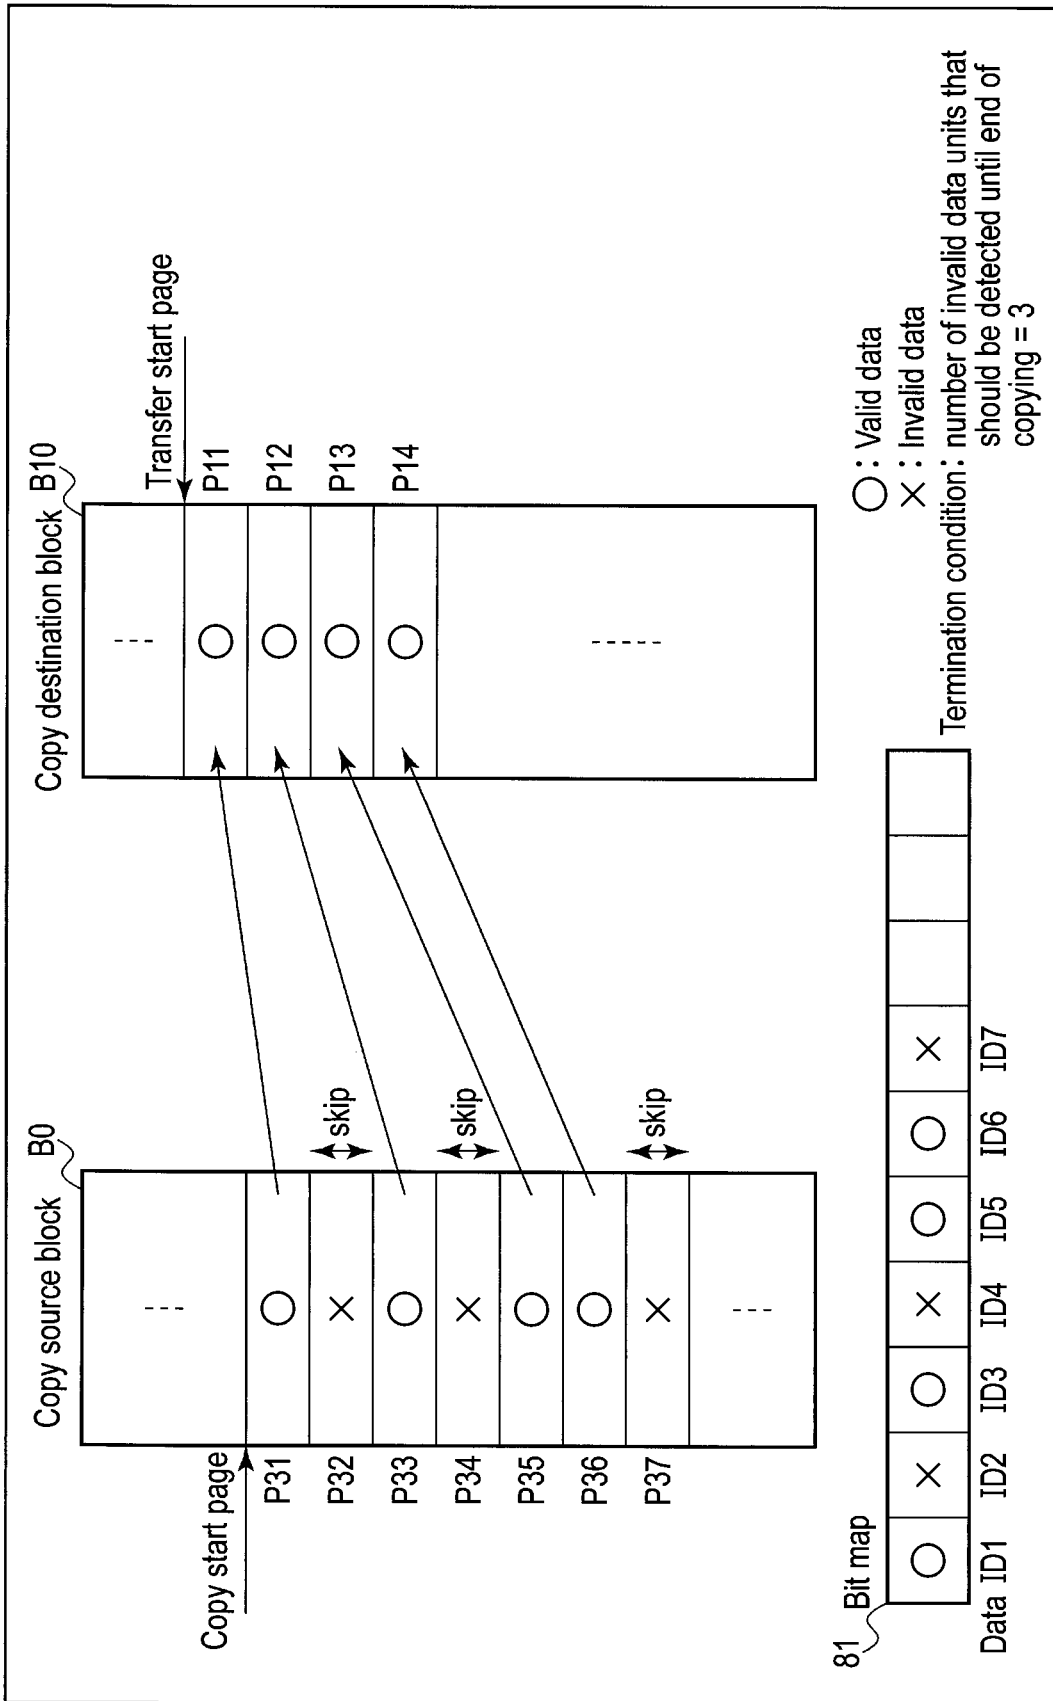 Copy source block
B0
Copy destination block
B10
Copy start page
Transfer start page
P31
P32
P33
P34
P35
P36
P37
skip
skip
skip
P11
P12
P13
P14
81
Bit map
Data ID1 ID2 ID3 ID4 ID5 ID6 ID7
○ : Valid data
× : Invalid data
Termination condition: number of invalid data units that
should be detected until end of
copying = 3